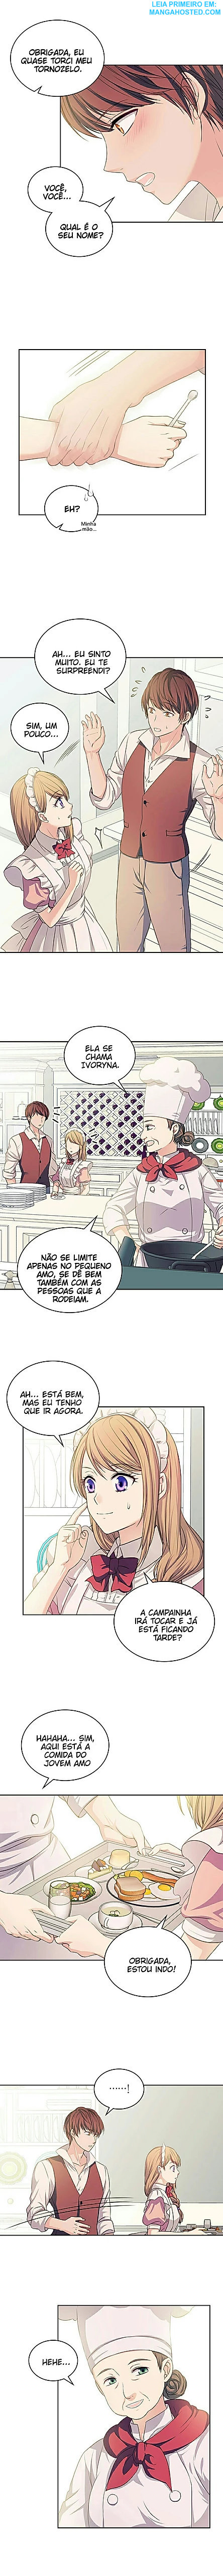 LEIA PRIMEIRO EM:
MANGAHOSTED.COM
OBRIGADA, EU
QUASE TORCI MEU
TORNOZELO.
VOCÊ,
VOCÊ...
QUAL É O
SEU NOME?
EH?
Minha
mão...
AH... EU SINTO
MUITO. EU TE
SURPREENDI?
SIM, UM
POUCO...
ELA SE
CHAMA
IVORYNA.
NÃO SE LIMITE
APENAS NO PEQUENO
AMO, SE DÊ BEM
TAMBÉM COM AS
PESSOAS QUE A
RODEIAM.
AH... ESTÁ BEM,
MAS EU TENHO
QUE IR AGORA.
A CAMPAINHA
IRÁ TOCAR E JÁ
ESTÁ FICANDO
TARDE?
HAHAHA... SIM,
AQUI ESTÁ A
COMIDA DO
JOVEM AMO
OBRIGADA,
ESTOU INDO!
......!
HEHE...